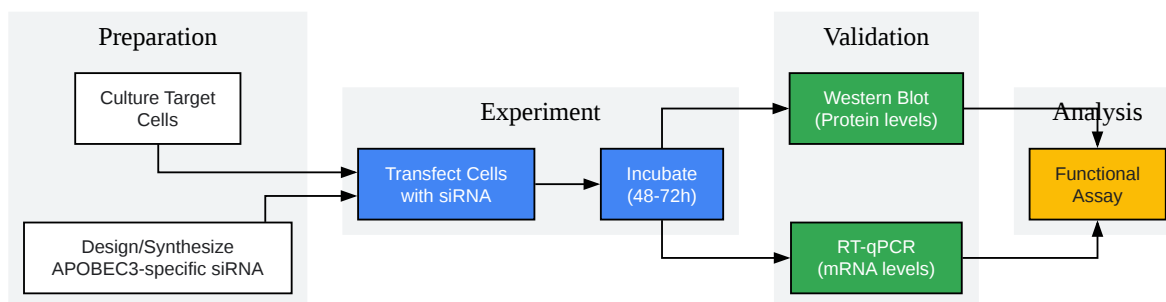 Preparation
Culture Target
Cells
Design/Synthesize
APOBEC3-specific siRNA
Experiment
Transfect Cells
with siRNA
Incubate
(48-72h)
Validation
Western Blot
(Protein levels)
RT-qPCR
(mRNA levels)
Analysis
Functional
Assay